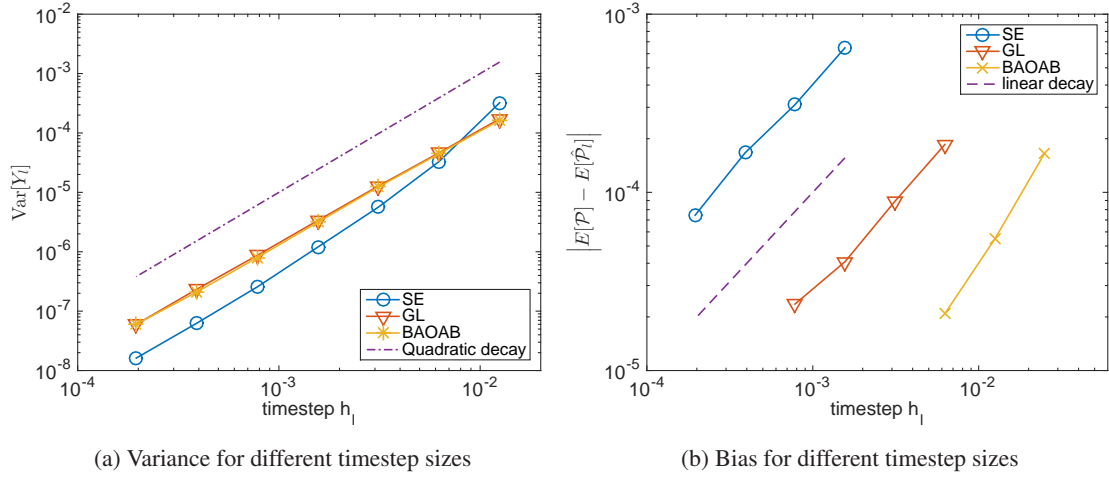 10^-2
10^-3
10^-4
10^-5
10^-6
10^-7
10^-8
Var[Y_l]
SE
GL
BAOAB
Quadratic decay
10^-4
10^-3
10^-2
timestep h_l
(a) Variance for different timestep sizes
10^-3
10^-4
10^-5
|E[𝒫] − E[𝒫̂_l]|
SE
GL
BAOAB
linear decay
10^-4
10^-3
10^-2
timestep h_l
(b) Bias for different timestep sizes